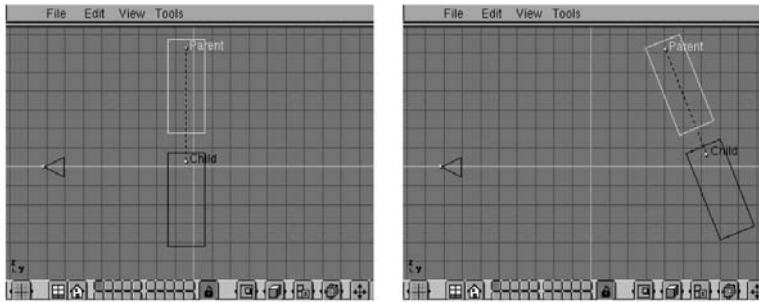 File Edit View Tools
Parent
Child
z
y
File Edit View Tools
Parent
Child
z
y